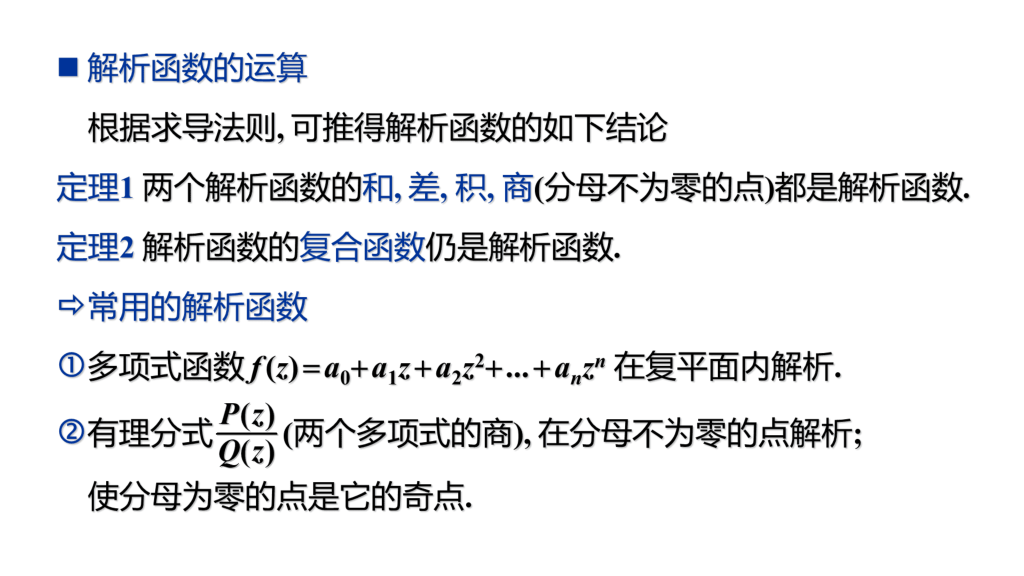 ■ 解析函数的运算
根据求导法则, 可推得解析函数的如下结论
定理1 两个解析函数的和, 差, 积, 商(分母不为零的点)都是解析函数.
定理2 解析函数的复合函数仍是解析函数.
⇨常用的解析函数
①多项式函数 f(z)=a₀+a₁z+a₂z²+...+aₙzⁿ 在复平面内解析.
②有理分式 P(z)/Q(z) (两个多项式的商), 在分母不为零的点解析;
使分母为零的点是它的奇点.